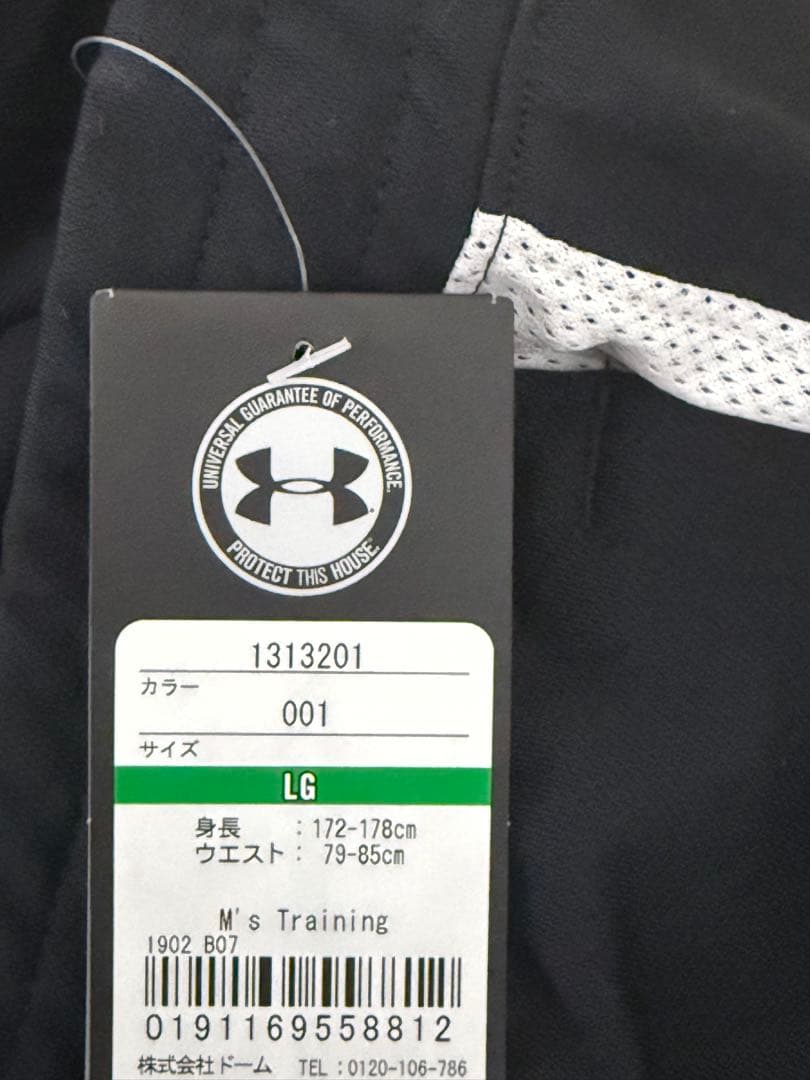 UNIVERSAL GUARANTEE OF PERFORMANCE.
PROTECT THIS HOUSE.
1313201
カラー
001
サイズ
LG
身長 : 172-178cm
ウエスト : 79-85cm
M's Training
1902 B07
0191169558812
株式会社ドーム TEL : 0120-106-786